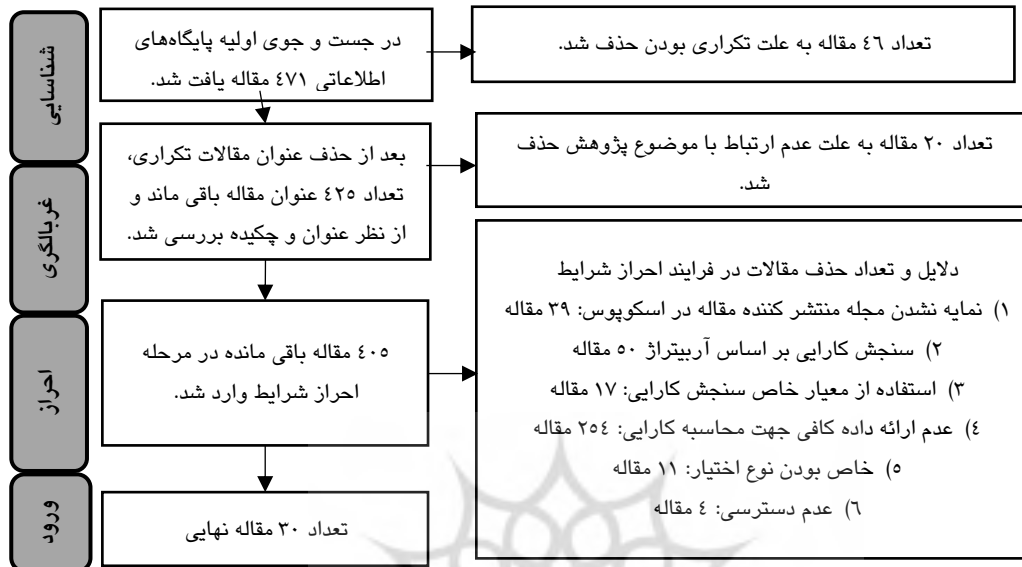 شناسایی
در جست و جوی اولیه پایگاه‌های
اطلاعاتی ٤٧١ مقاله یافت شد.
تعداد ٤٦ مقاله به علت تکراری بودن حذف شد.
غربالگری
بعد از حذف عنوان مقالات تکراری،
تعداد ٤٢٥ عنوان مقاله باقی ماند و
از نظر عنوان و چکیده بررسی شد.
تعداد ٢٠ مقاله به علت عدم ارتباط با موضوع پژوهش حذف
شد.
احراز
٤٠٥ مقاله باقی مانده در مرحله
احراز شرایط وارد شد.
دلایل و تعداد حذف مقالات در فرایند احراز شرایط
١) نمایه نشدن مجله منتشر کننده مقاله در اسکوپوس: ٣٩ مقاله
٢) سنجش کارایی بر اساس آربیتراژ ٥٠ مقاله
٣) استفاده از معیار خاص سنجش کارایی: ١٧ مقاله
٤) عدم ارائه داده کافی جهت محاسبه کارایی: ٢٥٤ مقاله
٥) خاص بودن نوع اختیار: ١١ مقاله
٦) عدم دسترسی: ٤ مقاله
ورود
تعداد ٣٠ مقاله نهایی